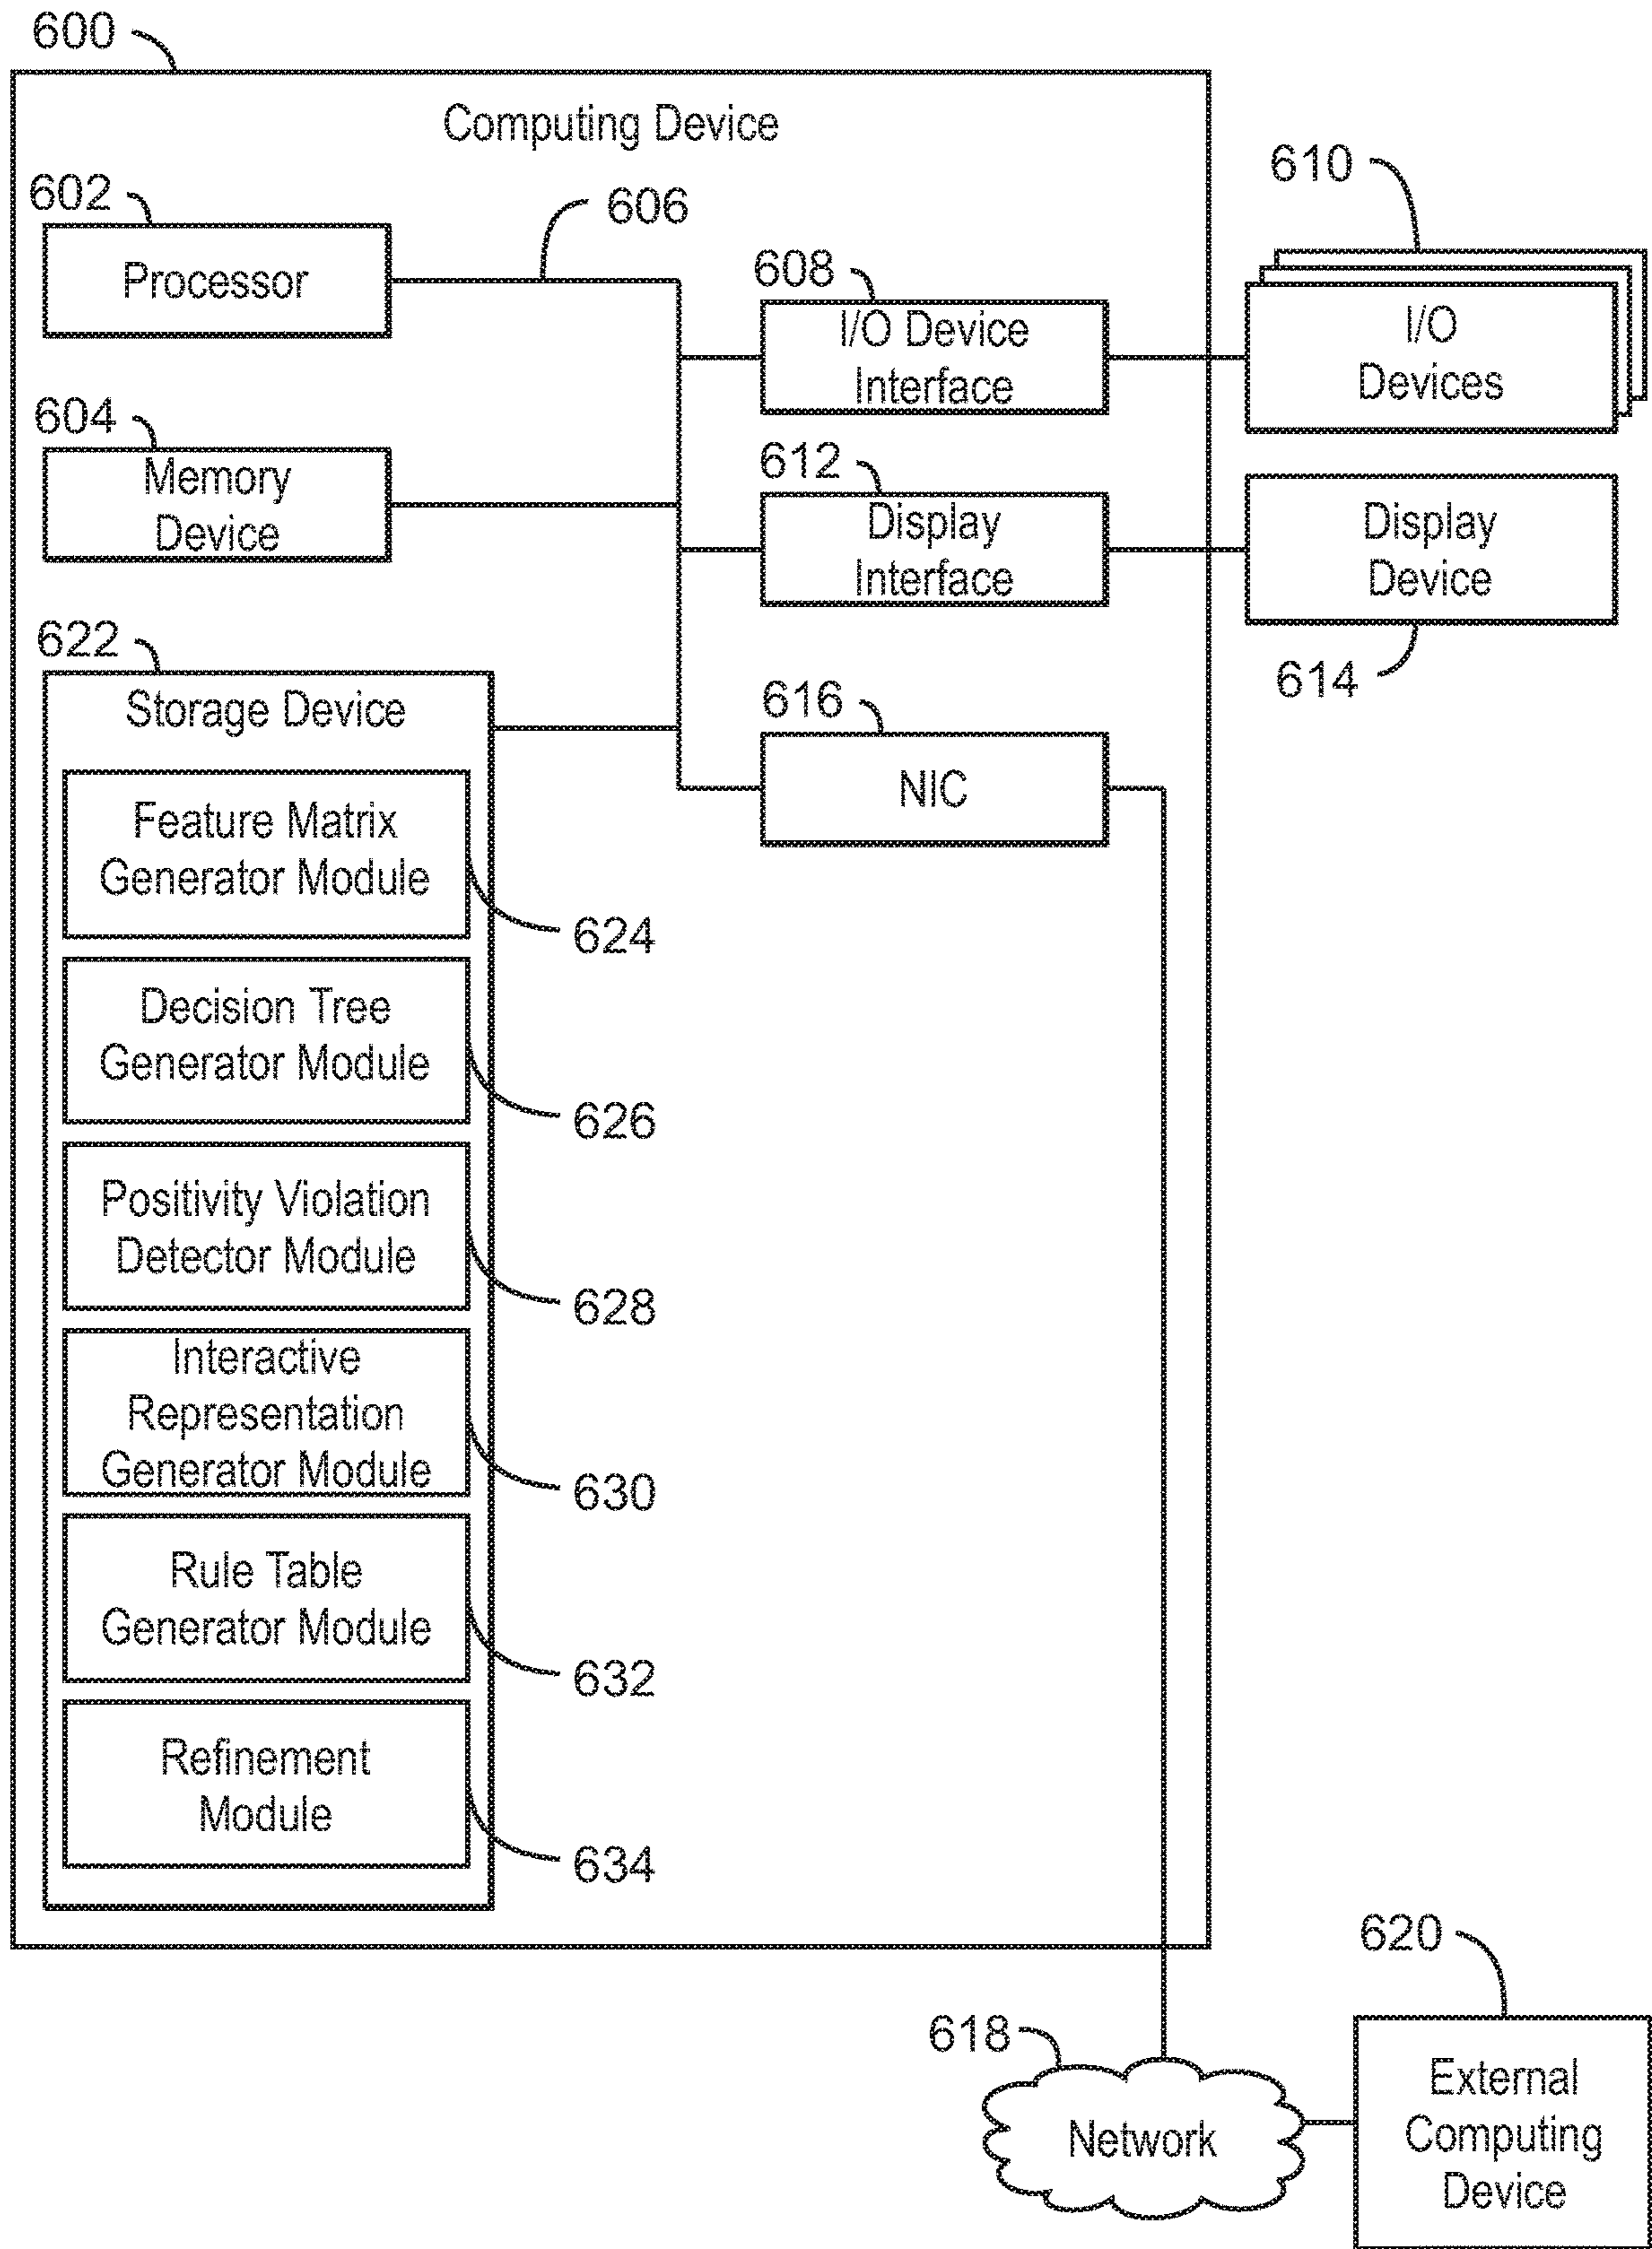 600
Computing Device
602
606
Processor
608
I/O Device
Interface
610
I/O
Devices
604
Memory
Device
612
Display
Interface
Display
Device
614
622
Storage Device
616
NIC
Feature Matrix
Generator Module
624
Decision Tree
Generator Module
626
Positivity Violation
Detector Module
628
Interactive
Representation
Generator Module
630
Rule Table
Generator Module
632
Refinement
Module
634
618
Network
620
External
Computing
Device